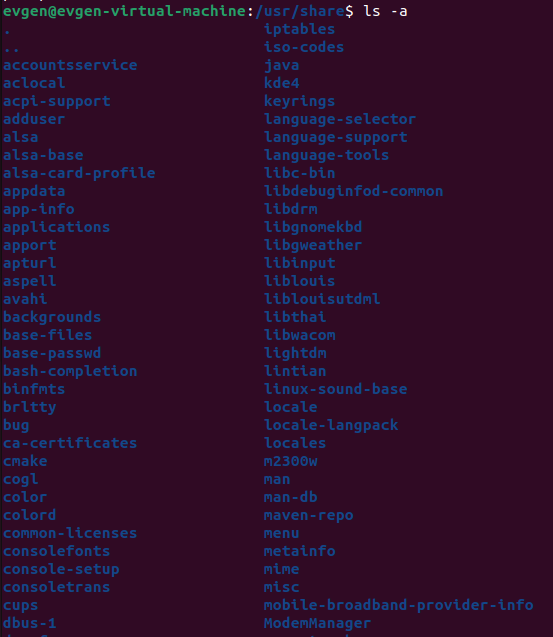 evgen@evgen-virtual-machine:/usr/share$ ls -a
. iptables
.. iso-codes
accountsservice java
aclocal kde4
acpi-support keyrings
adduser language-selector
alsa language-support
alsa-base language-tools
alsa-card-profile libc-bin
appdata libdebuginfod-common
app-info libdrm
applications libgnomekbd
apport libgweather
apturl libinput
aspell liblouis
avahi liblouisutdml
backgrounds libthai
base-files libwacom
base-passwd lightdm
bash-completion lintian
binfmts linux-sound-base
brltty locale
bug locale-langpack
ca-certificates locales
cmake m2300w
cogl man
color man-db
colord maven-repo
common-licenses menu
consolefonts metainfo
console-setup mime
consoletrans misc
cups mobile-broadband-provider-info
dbus-1 ModemManager